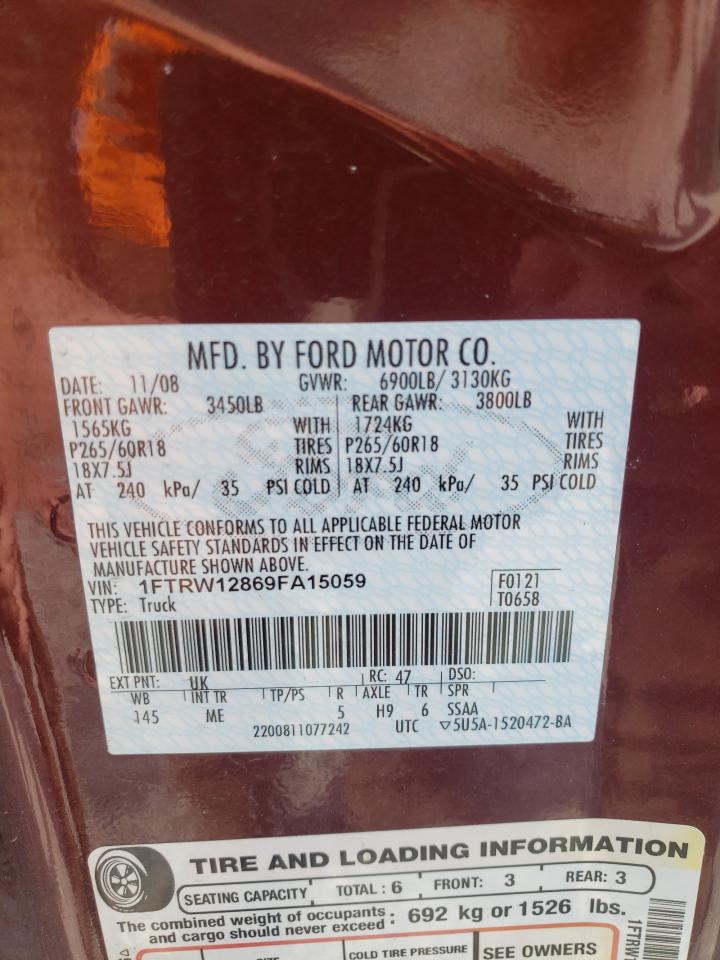 MFD. BY FORD MOTOR CO.
DATE: 11/08 GVWR: 6900LB/ 3130KG
FRONT GAWR: 3450LB REAR GAWR: 3800LB
1565KG WITH 1724KG WITH
P265/60R18 TIRES P265/60R18 TIRES
18X7.5J RIMS 18X7.5J RIMS
AT 240 kPa/ 35 PSI COLD AT 240 kPa/ 35 PSI COLD
THIS VEHICLE CONFORMS TO ALL APPLICABLE FEDERAL MOTOR
VEHICLE SAFETY STANDARDS IN EFFECT ON THE DATE OF
MANUFACTURE SHOWN ABOVE.
VIN: 1FTRW12869FA15059 F0121
TYPE: Truck T0658
EXT PNT: UK RC: 47 DSO:
WB INT TR TP/PS R AXLE TR SPR
145 ME 5 H9 6 SSAA
2200811077242 UTC ▽5U5A-1520472-BA
TIRE AND LOADING INFORMATION
SEATING CAPACITY TOTAL : 6 FRONT: 3 REAR: 3
The combined weight of occupants
and cargo should never exceed : 692 kg or 1526 lbs.
COLD TIRE PRESSURE SEE OWNERS